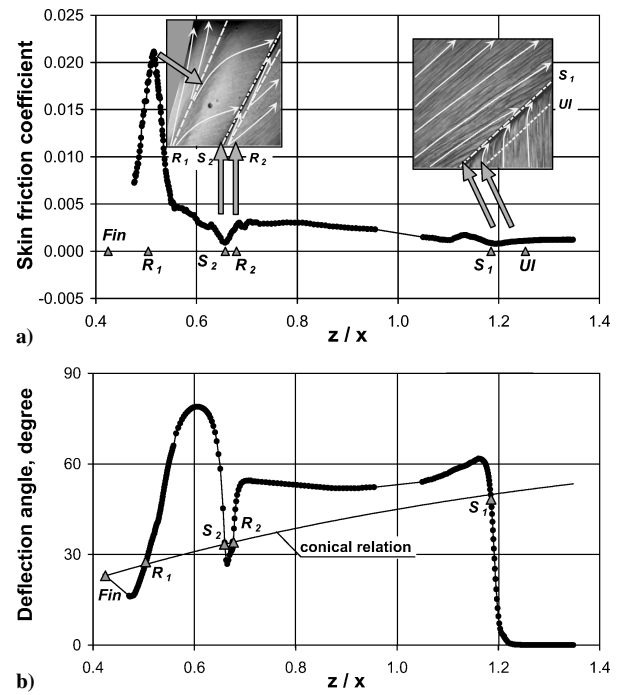 0.025
0.020
0.015
0.010
0.005
0.000
-0.005
Skin friction coefficient
R1 S2 R2
S1
UI
Fin
R1
S2
R2
S1
UI
0.4 0.6 0.8 1.0 1.2 1.4
z / x
a)
90
60
30
0
Deflection angle, degree
Fin
R1
S2
R2
conical relation
S1
0.4 0.6 0.8 1.0 1.2 1.4
z / x
b)